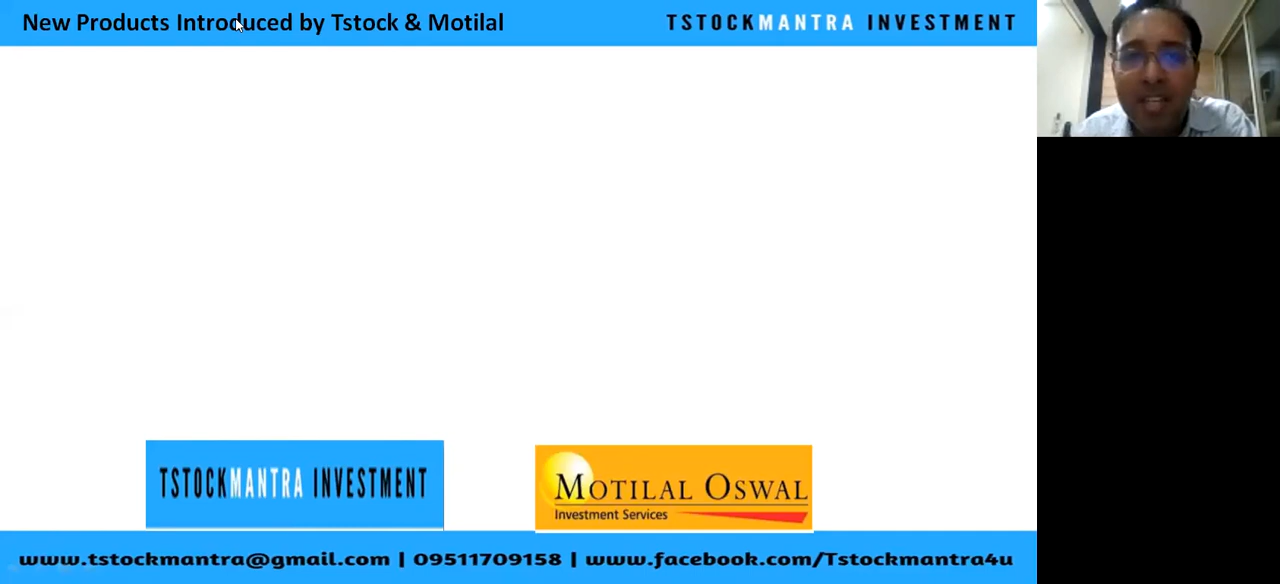 New Products Introduced by Tstock & Motilal
TSTOCKMANTRA INVESTMENT
TSTOCKMANTRA INVESTMENT
MOTILAL OSWAL
Investment Services
www.tstockmantra@gmail.com | 09511709158 | www.facebook.com/Tstockmantra4u